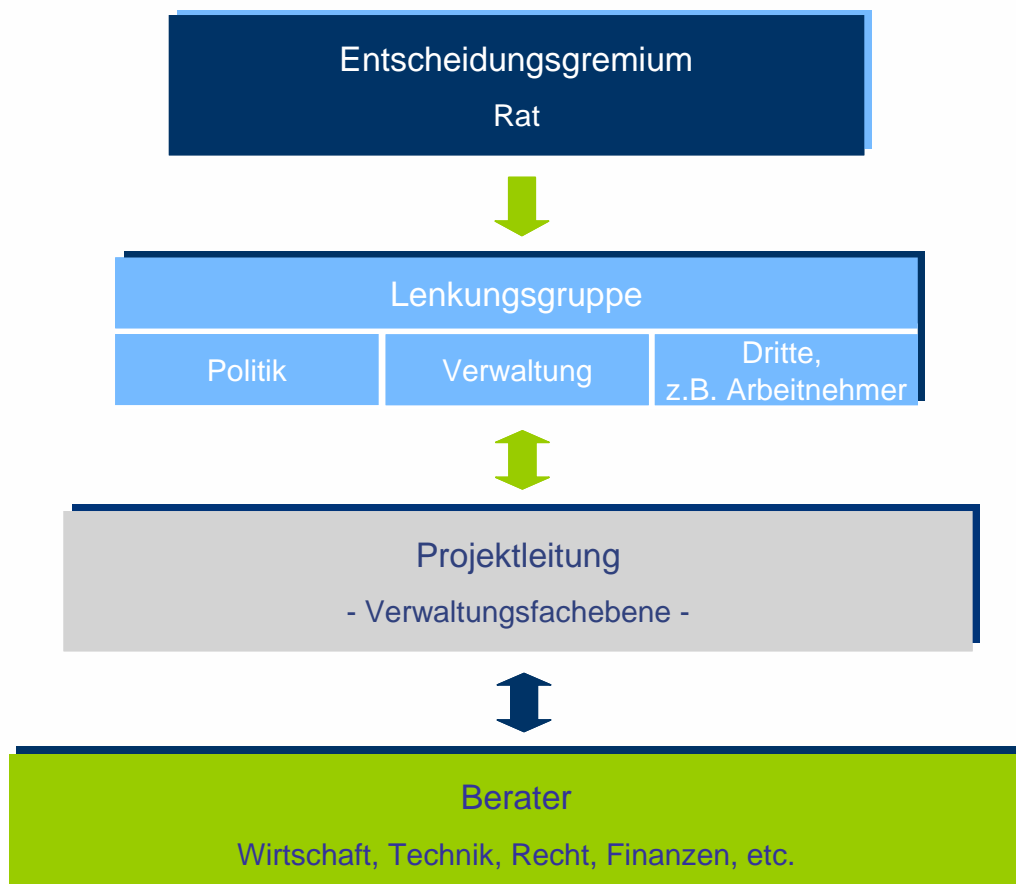 Entscheidungsgremium
Rat
Lenkungsgruppe
Politik
Verwaltung
Dritte,
z.B. Arbeitnehmer
Projektleitung
- Verwaltungsfachebene -
Berater
Wirtschaft, Technik, Recht, Finanzen, etc.